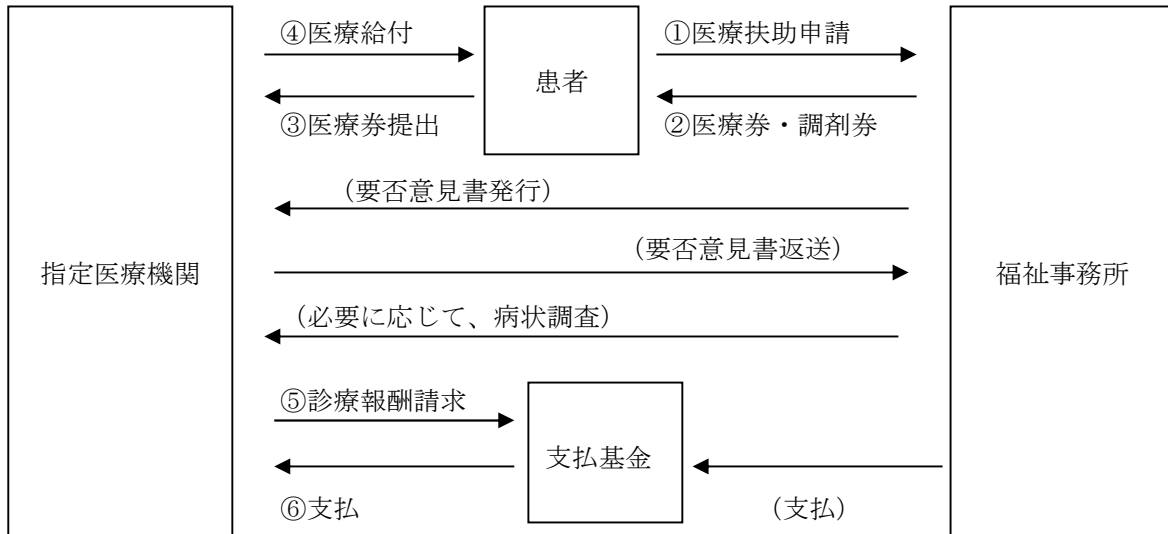 ④医療給付
①医療扶助申請
患者
③医療券提出
②医療券・調剤券
(要否意見書発行)
(要否意見書返送)
指定医療機関
福祉事務所
(必要に応じて、病状調査)
⑤診療報酬請求
支払基金
⑥支払
(支払)